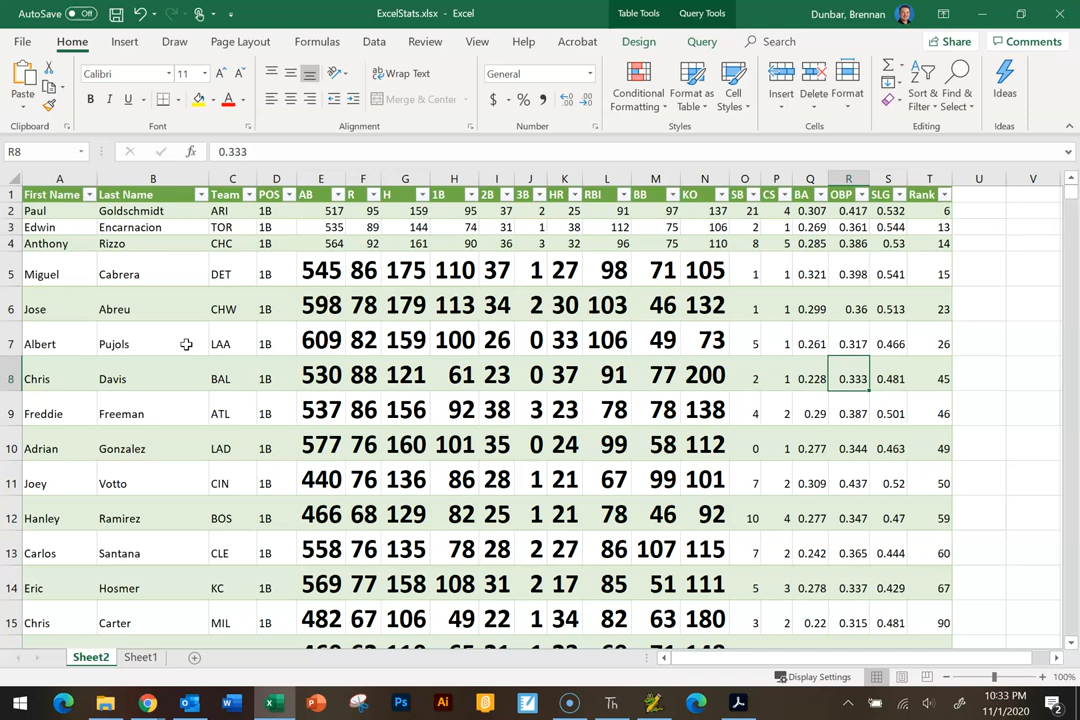 AutoSave Off ExcelStats.xlsx - Excel Table Tools Query Tools Dunbar, Brennan
File Home Insert Draw Page Layout Formulas Data Review View Help Acrobat Design Query Search Share Comments
Paste Calibri 11 A A Wrap Text General Conditional Formatting Format as Table Cell Styles Insert Delete Format Sort & Filter Find & Select Ideas
B I U A Merge & Center $ % ,
Clipboard Font Alignment Number Styles Cells Editing Ideas
R8 fx 0.333
A B C D E F G H I J K L M N O P Q R S T U V
1 First Name Last Name Team POS AB R H 1B 2B 3B HR RBI BB KO SB CS BA OBP SLG Rank
2 Paul Goldschmidt ARI 1B 517 95 159 95 37 2 25 91 97 137 21 4 0.307 0.417 0.532 6
3 Edwin Encarnacion TOR 1B 535 89 144 74 31 1 38 112 75 106 2 1 0.269 0.361 0.544 13
4 Anthony Rizzo CHC 1B 564 92 161 90 36 3 32 96 75 110 8 5 0.285 0.386 0.53 14
5 Miguel Cabrera DET 1B 545 86 175 110 37 1 27 98 71 105 1 1 0.321 0.398 0.541 15
6 Jose Abreu CHW 1B 598 78 179 113 34 2 30 103 46 132 1 1 0.299 0.36 0.513 23
7 Albert Pujols LAA 1B 609 82 159 100 26 0 33 106 49 73 5 1 0.261 0.317 0.466 26
8 Chris Davis BAL 1B 530 88 121 61 23 0 37 91 77 200 2 1 0.228 0.333 0.481 45
9 Freddie Freeman ATL 1B 537 86 156 92 38 3 23 78 78 138 4 2 0.29 0.387 0.501 46
10 Adrian Gonzalez LAD 1B 577 76 160 101 35 0 24 99 58 112 0 1 0.277 0.344 0.463 49
11 Joey Votto CIN 1B 440 76 136 86 28 1 21 67 99 101 7 2 0.309 0.437 0.52 50
12 Hanley Ramirez BOS 1B 466 68 129 82 25 1 21 78 46 92 10 4 0.277 0.347 0.47 59
13 Carlos Santana CLE 1B 558 76 135 78 28 2 27 86 107 115 7 2 0.242 0.365 0.444 60
14 Eric Hosmer KC 1B 569 77 158 108 31 2 17 85 51 111 5 3 0.278 0.337 0.429 67
15 Chris Carter MIL 1B 482 67 106 49 22 1 34 82 63 180 3 2 0.22 0.315 0.481 90
Sheet2 Sheet1
Display Settings 100%
10:33 PM
11/1/2020